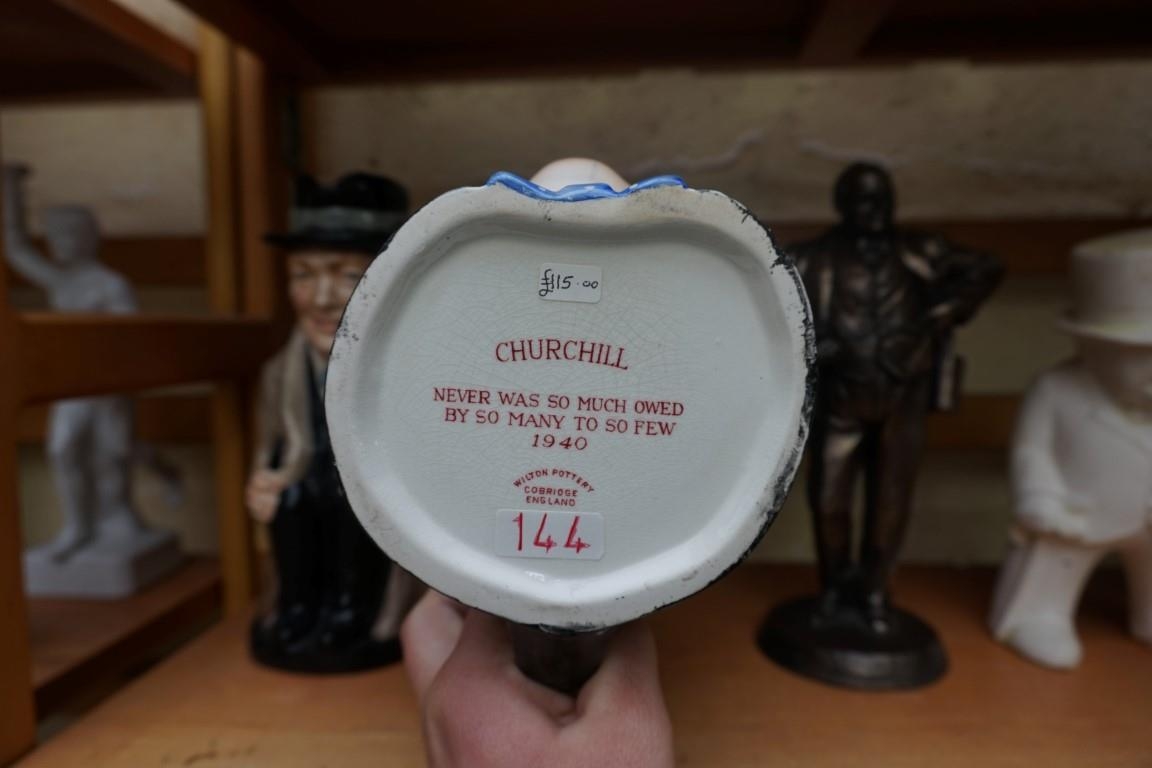 £115.00
CHURCHILL
NEVER WAS SO MUCH OWED
BY SO MANY TO SO FEW
1940
WILTON POTTERY
COBRIDGE
ENGLAND
144